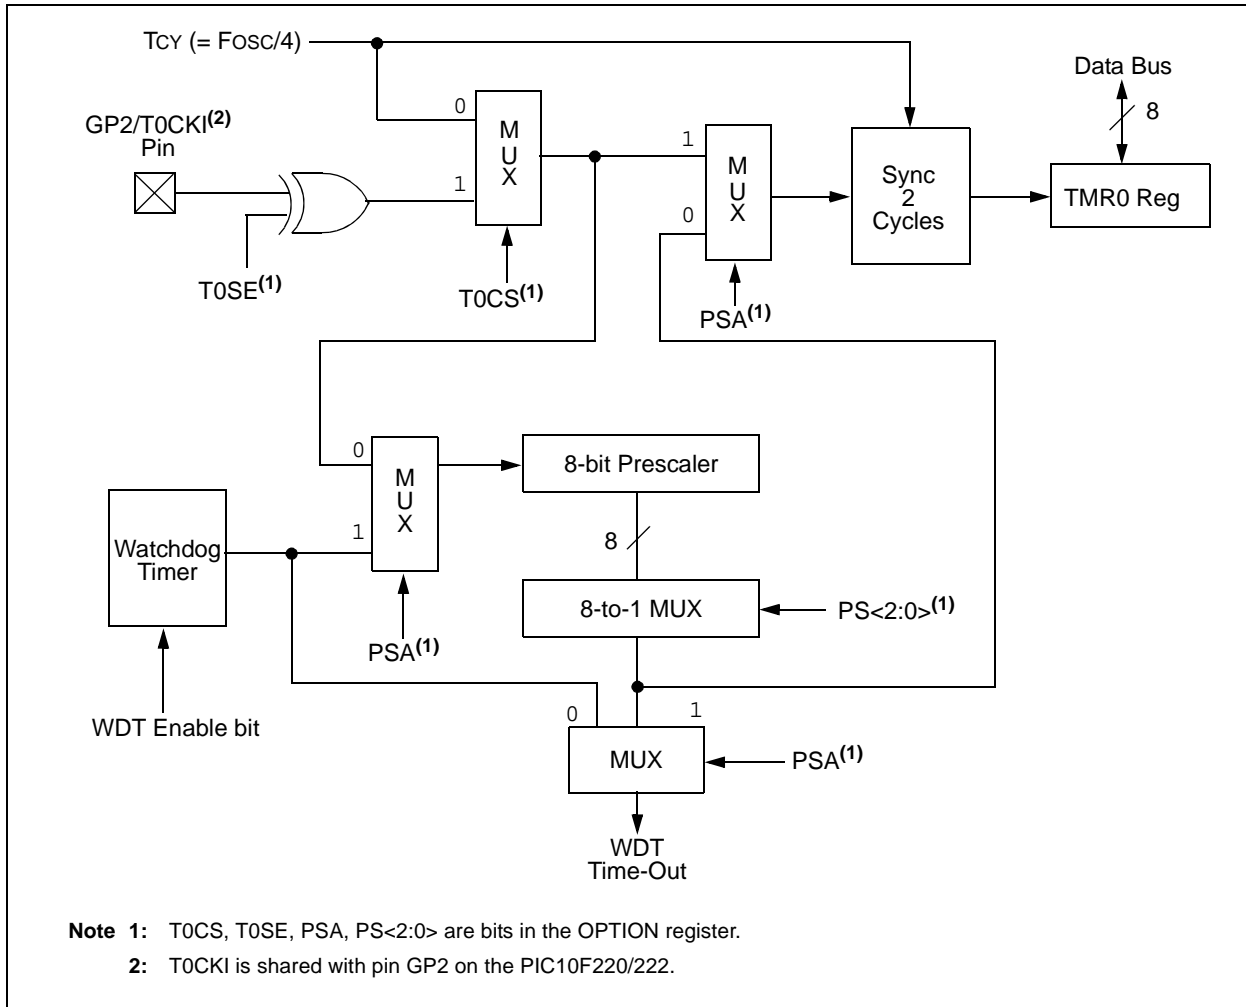 TCY (= FOSC/4)
Data Bus
8
GP2/T0CKI(2)
Pin
0
1
MUX
T0SE(1)
T0CS(1)
1
0
MUX
PSA(1)
Sync
2
Cycles
TMR0 Reg
0
1
MUX
PSA(1)
8-bit Prescaler
8
Watchdog
Timer
WDT Enable bit
8-to-1 MUX
PS<2:0>(1)
0
1
MUX
PSA(1)
WDT
Time-Out
Note 1: T0CS, T0SE, PSA, PS<2:0> are bits in the OPTION register.
2: T0CKI is shared with pin GP2 on the PIC10F220/222.